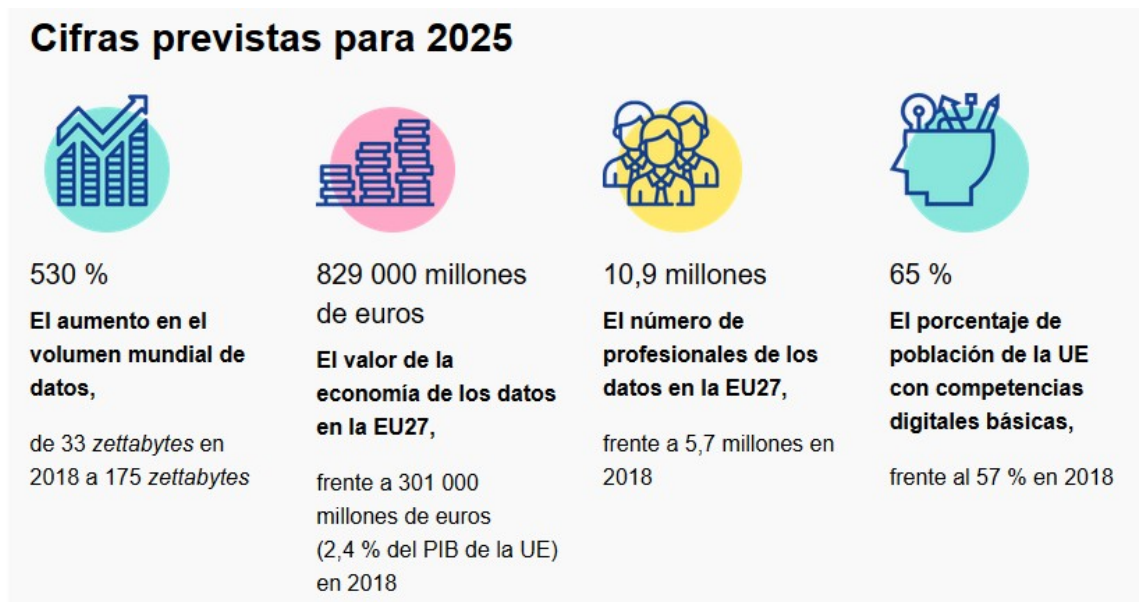 Cifras previstas para 2025
530 %
El aumento en el
volumen mundial de
datos,
de 33 zettabytes en
2018 a 175 zettabytes
829 000 millones
de euros
El valor de la
economía de los datos
en la EU27,
frente a 301 000
millones de euros
(2,4 % del PIB de la UE)
en 2018
10,9 millones
El número de
profesionales de los
datos en la EU27,
frente a 5,7 millones en
2018
65 %
El porcentaje de
población de la UE
con competencias
digitales básicas,
frente al 57 % en 2018